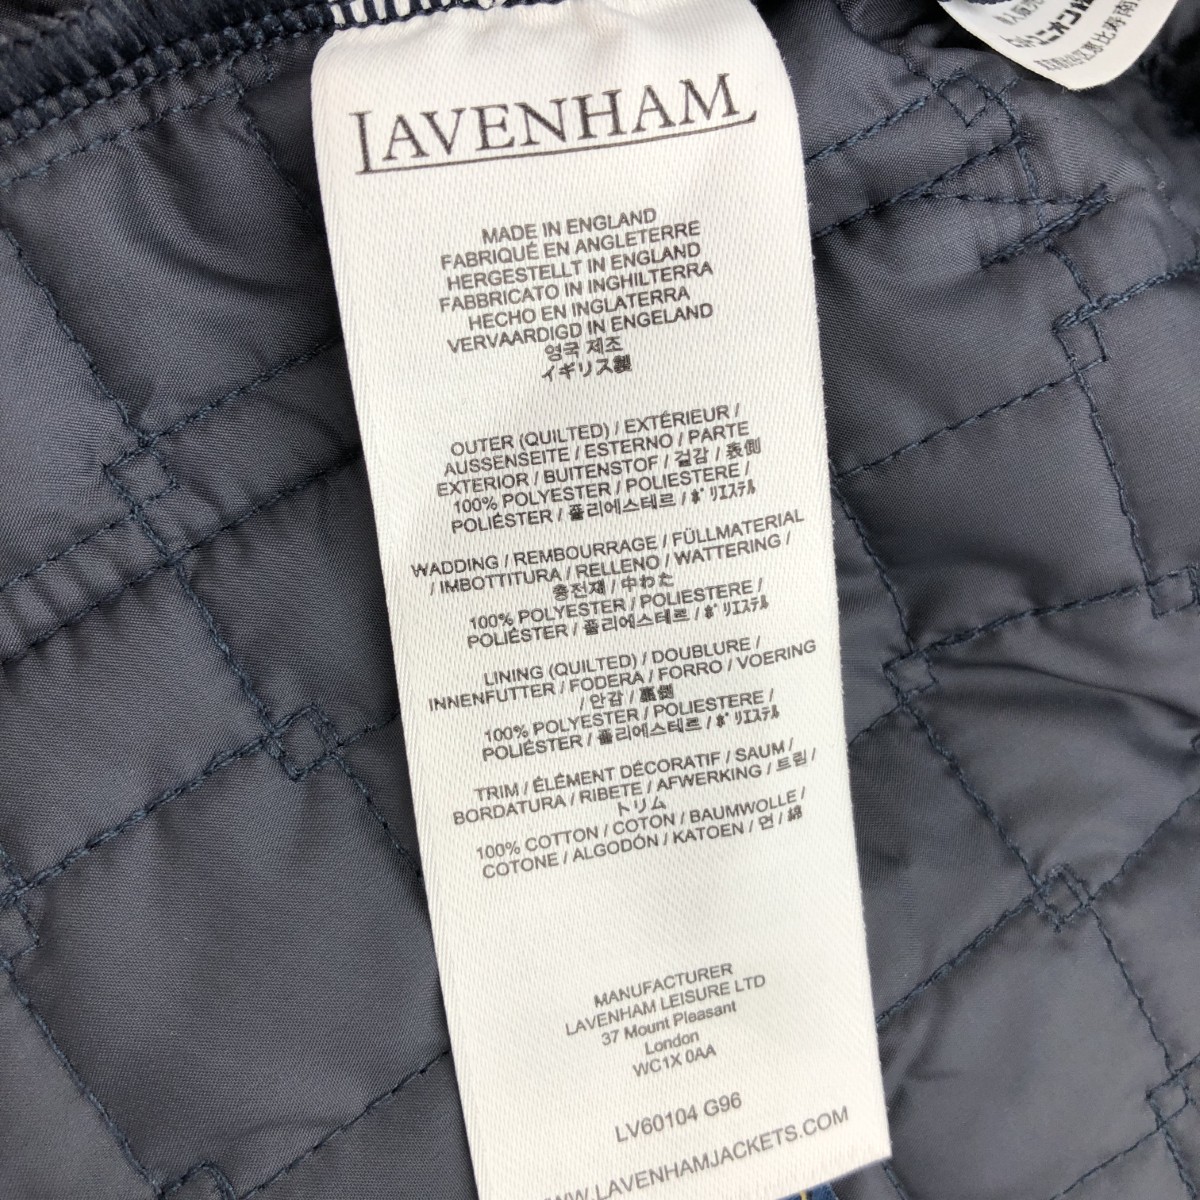 LAVENHAM
MADE IN ENGLAND
FABRIQUÉ EN ANGLETERRE
HERGESTELLT IN ENGLAND
FABBRICATO IN INGHILTERRA
HECHO EN INGLATERRA
VERVAARDIGD IN ENGELAND
영국 제조
イギリス製
OUTER (QUILTED) / EXTÉRIEUR /
AUSSENSEITE / ESTERNO / PARTE
EXTERIOR / BUITENSTOF / 겉감 / 表側
100% POLYESTER / POLIESTERE /
POLIÉSTER / 폴리에스테르 / ﾎﾟﾘｴｽﾃﾙ
WADDING / REMBOURRAGE / FÜLLMATERIAL
/ IMBOTTITURA / RELLENO / WATTERING /
충전재 / 中わた
100% POLYESTER / POLIESTERE /
POLIÉSTER / 폴리에스테르 / ﾎﾟﾘｴｽﾃﾙ
LINING (QUILTED) / DOUBLURE /
INNENFUTTER / FODERA / FORRO / VOERING
/ 안감 / 裏側
100% POLYESTER / POLIESTERE /
POLIÉSTER / 폴리에스테르 / ﾎﾟﾘｴｽﾃﾙ
TRIM / ÉLÉMENT DÉCORATIF / SAUM /
BORDATURA / RIBETE / AFWERKING / 트림 /
トリム
100% COTTON / COTON / BAUMWOLLE /
COTONE / ALGODÓN / KATOEN / 면 / 綿
MANUFACTURER
LAVENHAM LEISURE LTD
37 Mount Pleasant
London
WC1X 0AA
LV60104 G96
WWW.LAVENHAMJACKETS.COM
恵比寿南